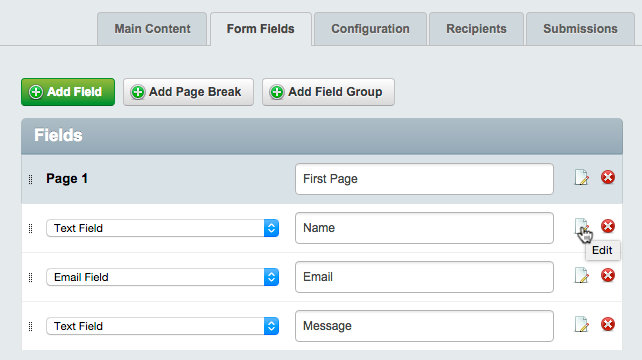 Main Content Form Fields Configuration Recipients Submissions
Add Field Add Page Break Add Field Group
Fields
Page 1 First Page
Text Field Name
Edit
Email Field Email
Text Field Message